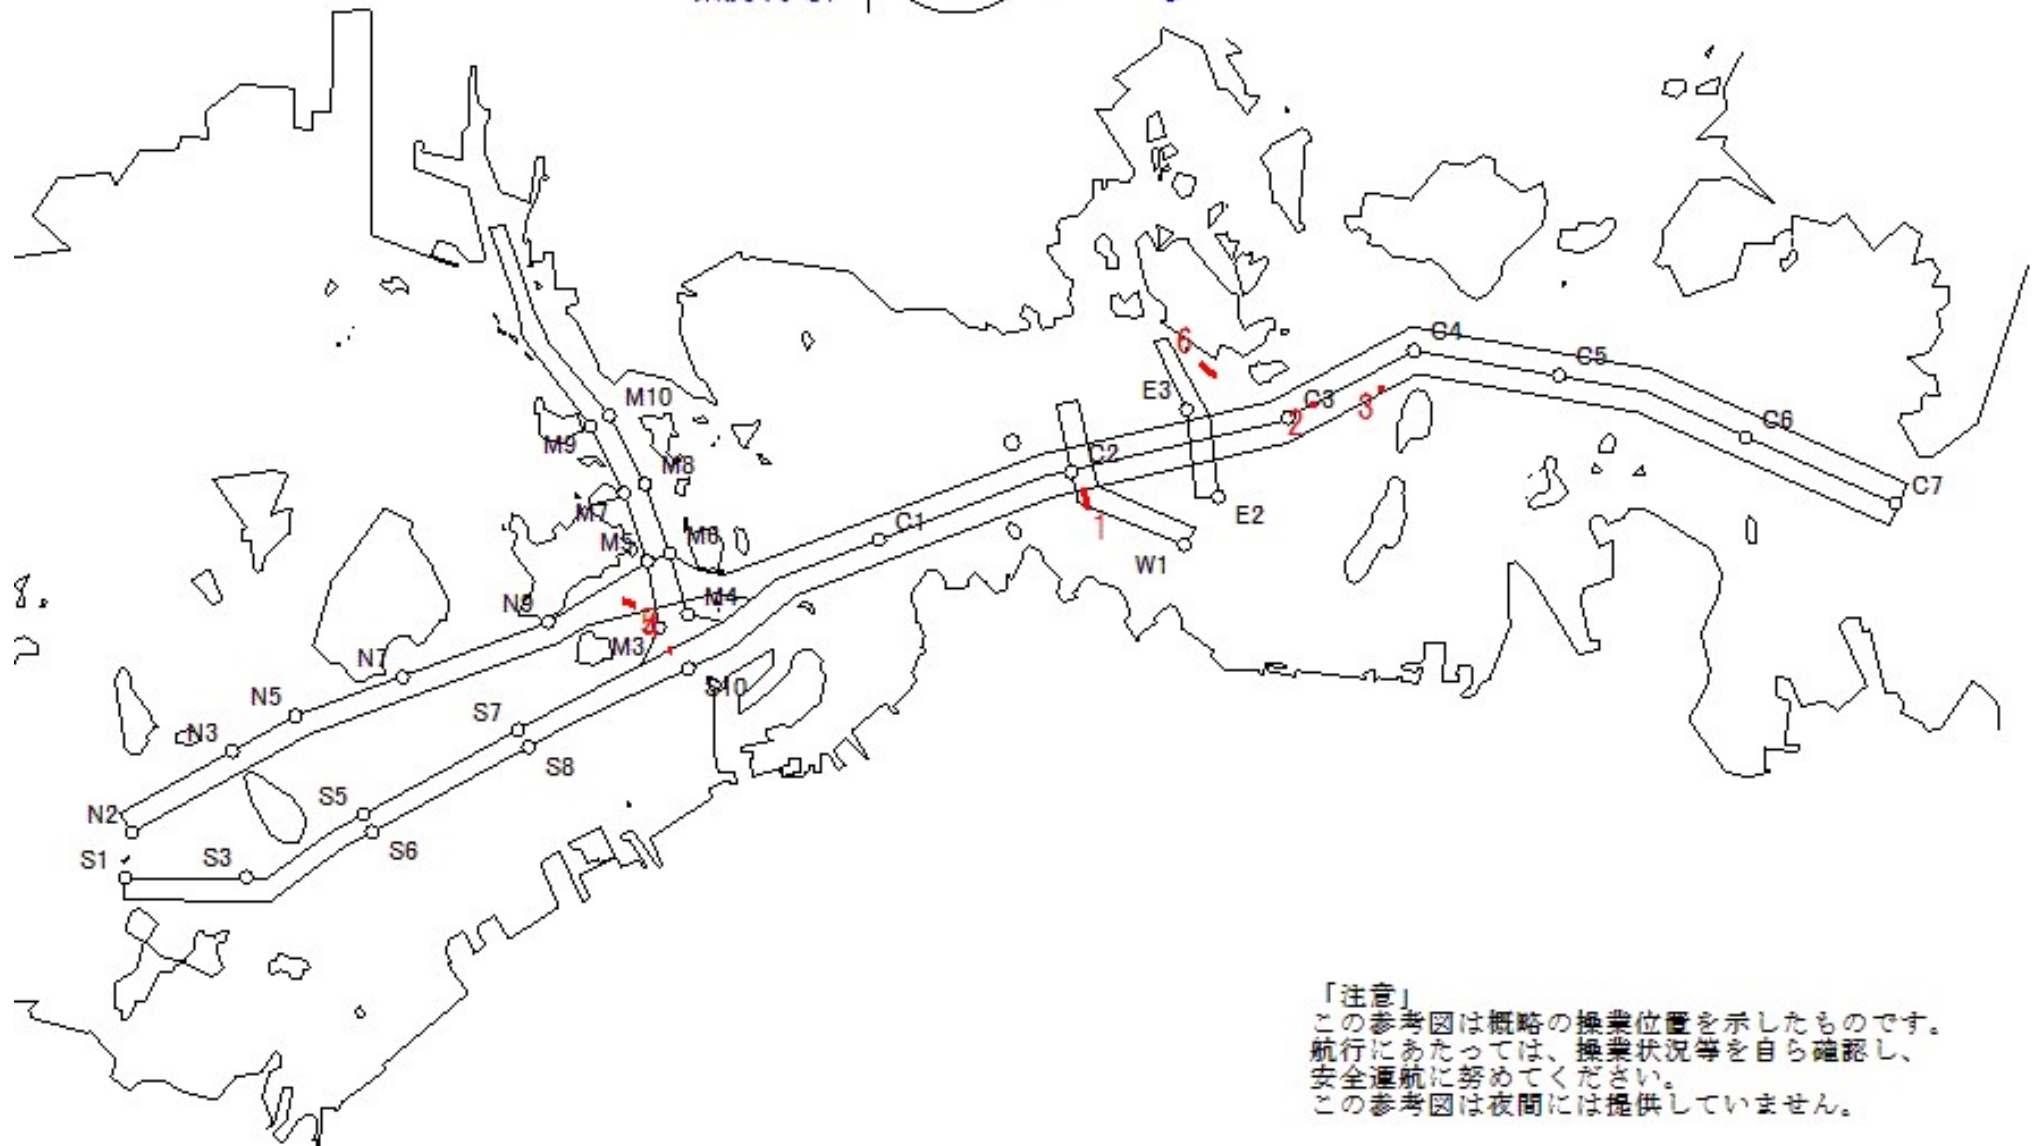 6
C4
C5
E3
C3
2
3
M10
C6
M9
C2
M8
C7
M7
1
E2
C1
M5
M6
W1
N9
M4
M3
N7
S10
N5
S7
N3
S8
S5
N2
S6
S1
S3
「注意」
この参考図は概略の操業位置を示したものです。
航行にあたっては、操業状況等を自ら確認し、
安全運航に努めてください。
この参考図は夜間には提供していません。